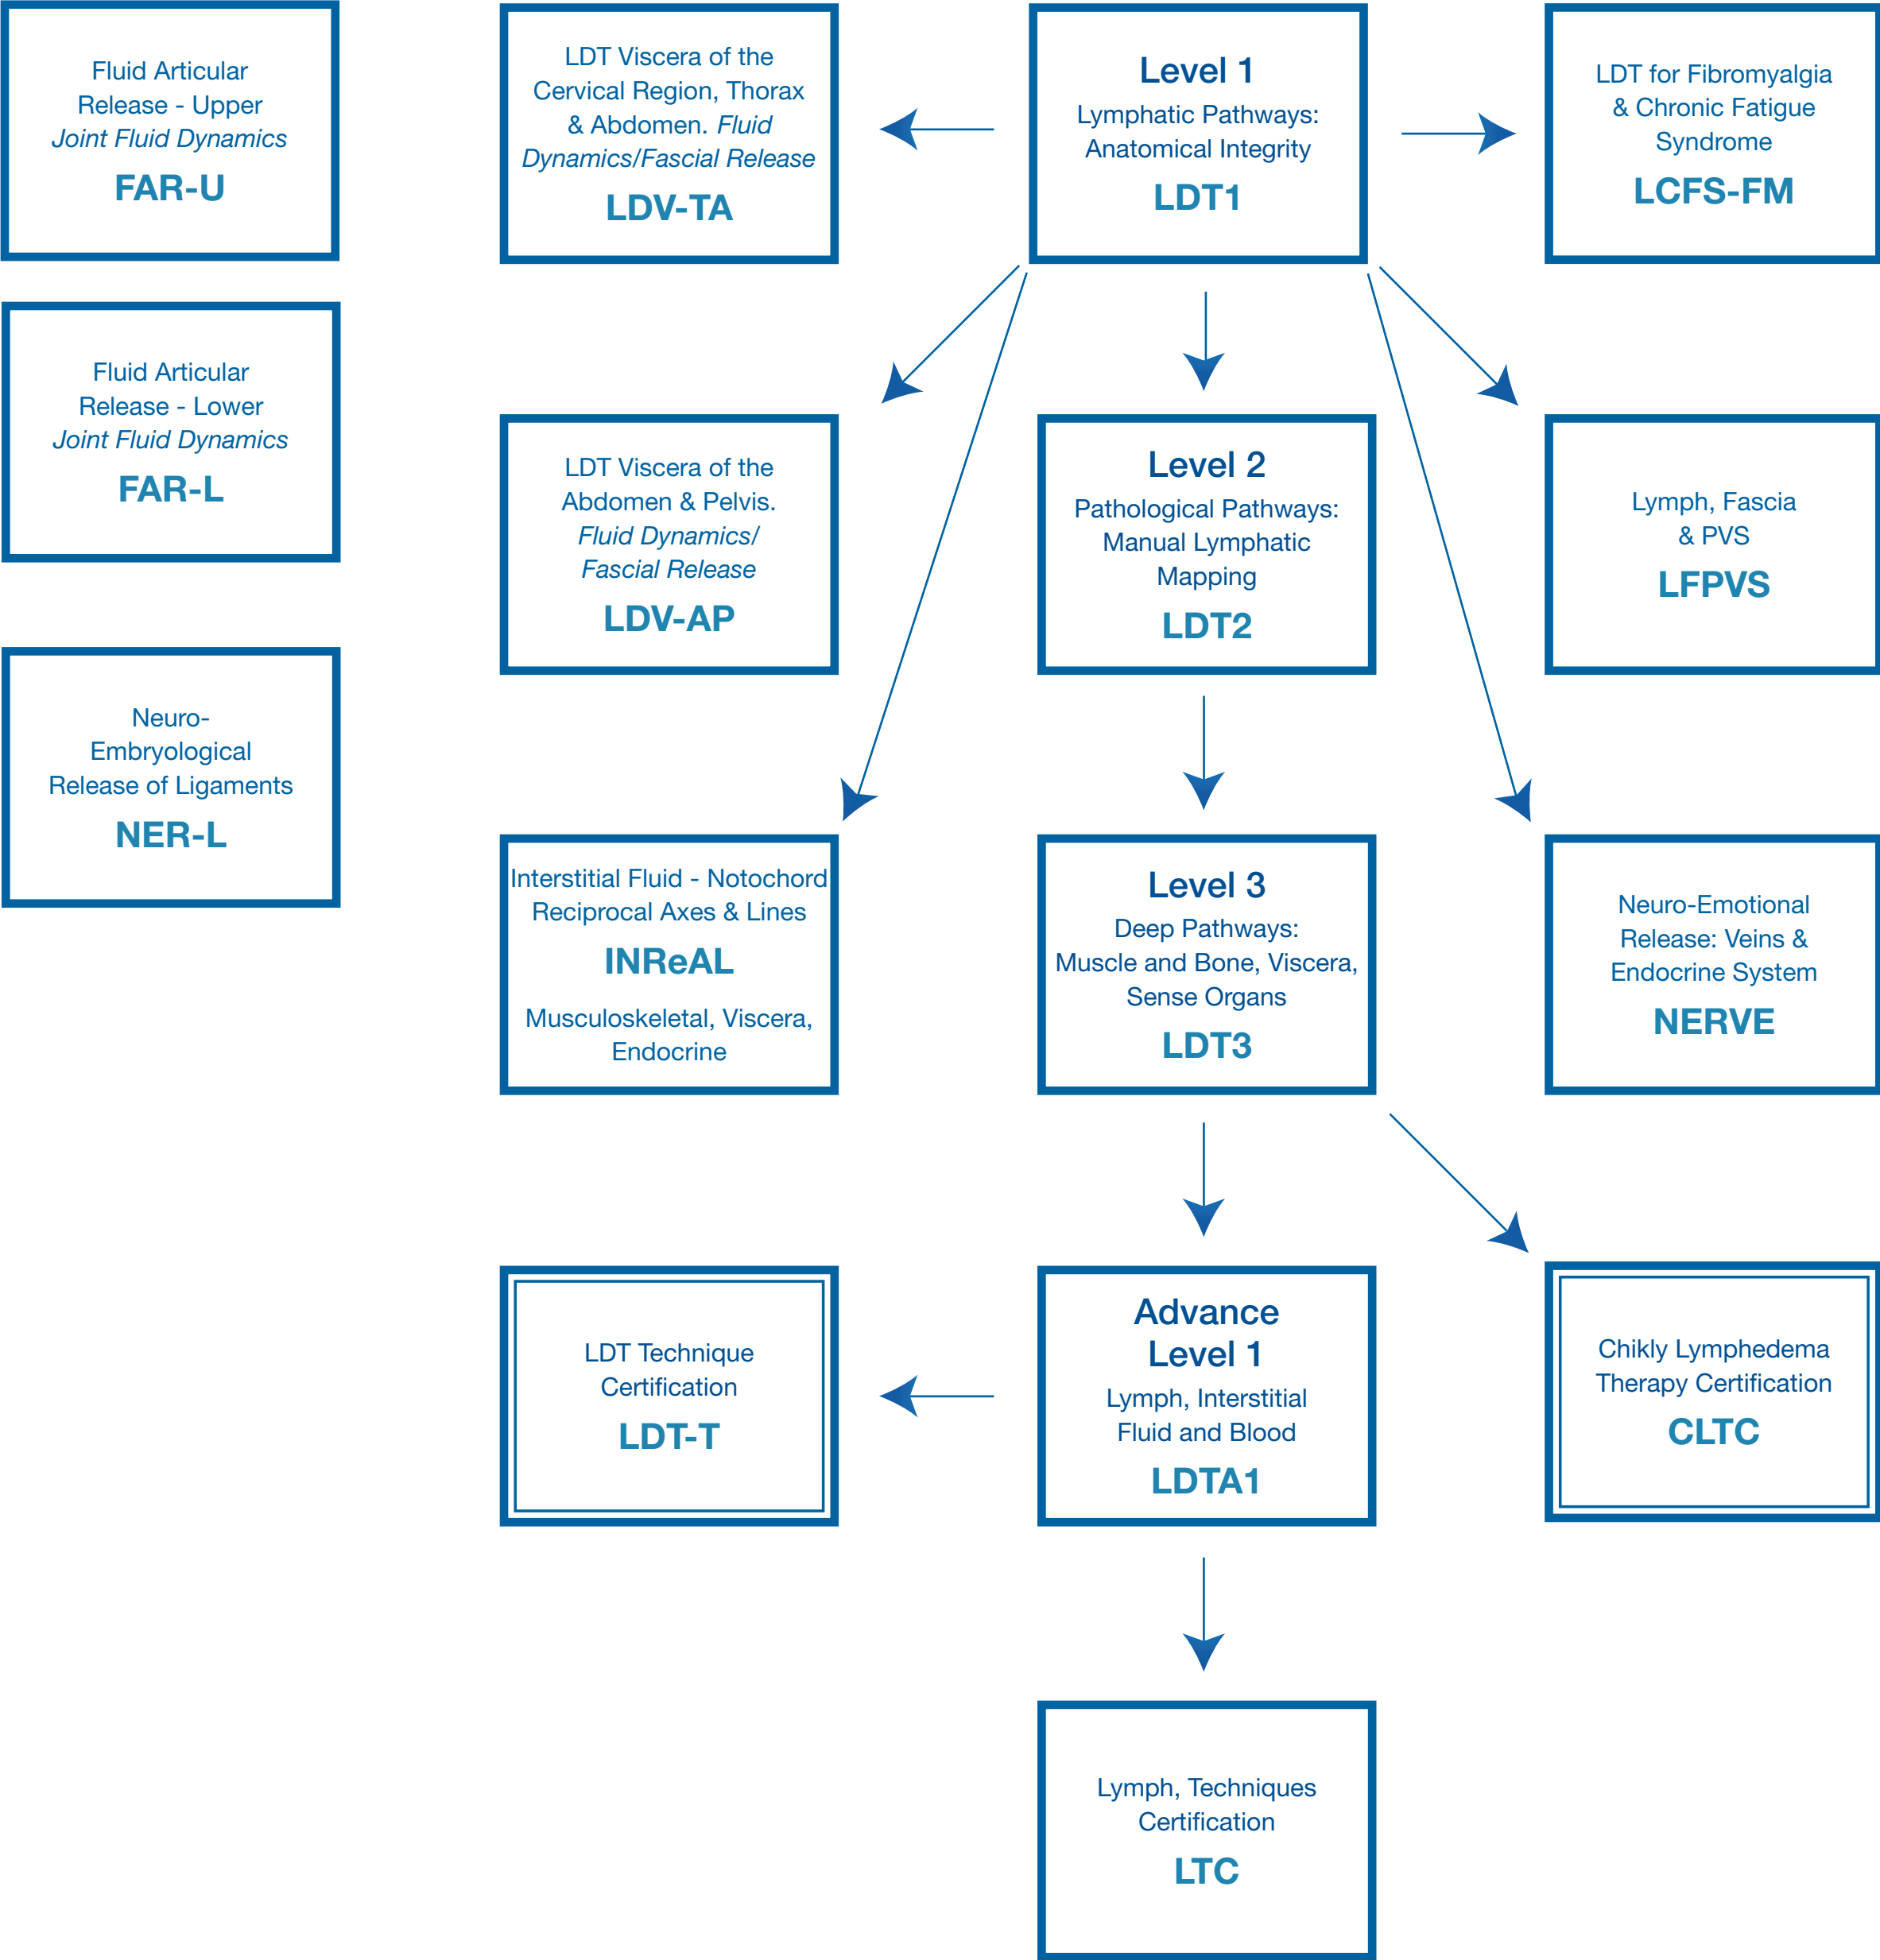 Fluid Articular
Release - Upper
Joint Fluid Dynamics
FAR-U
LDT Viscera of the
Cervical Region, Thorax
& Abdomen. Fluid
Dynamics/Fascial Release
LDV-TA
Level 1
Lymphatic Pathways:
Anatomical Integrity
LDT1
LDT for Fibromyalgia
& Chronic Fatigue
Syndrome
LCFS-FM
Fluid Articular
Release - Lower
Joint Fluid Dynamics
FAR-L
LDT Viscera of the
Abdomen & Pelvis.
Fluid Dynamics/
Fascial Release
LDV-AP
Level 2
Pathological Pathways:
Manual Lymphatic
Mapping
LDT2
Lymph, Fascia
& PVS
LFPVS
Neuro-
Embryological
Release of Ligaments
NER-L
Interstitial Fluid - Notochord
Reciprocal Axes & Lines
INReAL
Musculoskeletal, Viscera,
Endocrine
Level 3
Deep Pathways:
Muscle and Bone, Viscera,
Sense Organs
LDT3
Neuro-Emotional
Release: Veins &
Endocrine System
NERVE
LDT Technique
Certification
LDT-T
Advance
Level 1
Lymph, Interstitial
Fluid and Blood
LDTA1
Chikly Lymphedema
Therapy Certification
CLTC
Lymph, Techniques
Certification
LTC